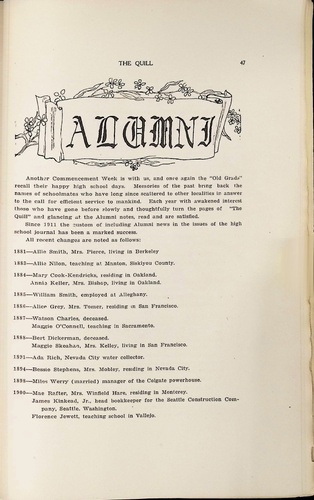 THE QUILL 47
ALUMNI
Another Commencement Week is with us, and once again the "Old Grads"
recall their happy high school days. Memories of the past bring back the
names of schoolmates who have long since scattered to other localities in answer
to the call for efficient service to mankind. Each year with awakened interest
those who have gone before slowly and thoughtfully turn the pages of "The
Quill" and glancing at the Alumni notes, read and are satisfied.
Since 1911 the custom of including Alumni news in the issues of the high
school journal has been a marked success.
All recent changes are noted as follows:
1881—Allie Smith, Mrs. Pierce, living in Berkeley
1883—Allie Nilon, teaching at Siskiyou County.
1884—Mary Cook-Kendricks, residing in Oakland.
Annis Keller, Mrs. Bishop, living in Oakland.
1885—William Smith, employed at Alleghany.
1886—Alice Grey, Mrs. residing in San Francisco.
1887—Watson Charles, deceased.
Maggie O'Connell, teaching in Sacramento.
1888—Bert Dickerman, deceased.
Maggie Skeahan, Mrs. Kelley, living in San Francisco.
1891—Ada Rich, Nevada City water collector.
1894—Stephens, Mrs. Mobley, residing in Nevada City.
1898—Miles Werry (married) manager of the Colgate powerhouse.
1900—Mae Rafter, Mrs. Winfield Hare, residing in Monterey.
James Kinkead, Jr., head bookkeeper for the Seattle Construction Com-
pany, Seattle, Washington.
Florence Jewett, teaching school in Vallejo.